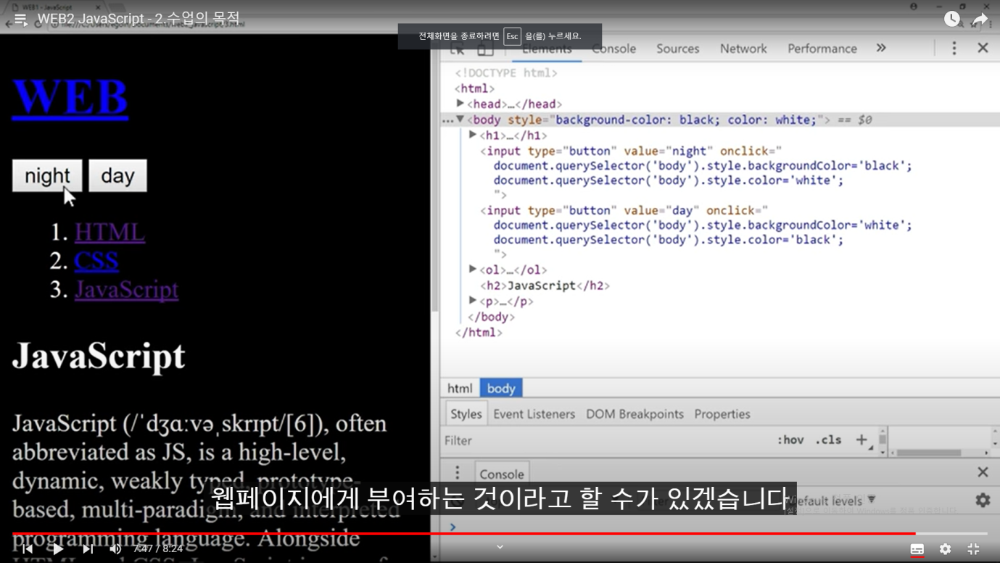 WEB1 - JavaScript
WEB2 JavaScript - 2.수업의 목적
전체화면을 종료하려면 Esc 을(를) 누르세요.
Elements Console Sources Network Performance »
WEB
night day
1. HTML
2. CSS
3. JavaScript
JavaScript
JavaScript (/ˈdʒɑːvəˌskrɪpt/[6]), often
abbreviated as JS, is a high-level,
dynamic, weakly typed, prototype-
based, multi-paradigm, and interpreted
programming language. Alongside
<!DOCTYPE html>
<html>
▶<head>…</head>
…▼<body style="background-color: black; color: white;"> == $0
▶<h1>…</h1>
<input type="button" value="night" onclick="
document.querySelector('body').style.backgroundColor='black';
document.querySelector('body').style.color='white';
">
<input type="button" value="day" onclick="
document.querySelector('body').style.backgroundColor='white';
document.querySelector('body').style.color='black';
">
▶<ol>…</ol>
<h2>JavaScript</h2>
▶<p>…</p>
</body>
</html>
html body
Styles Event Listeners DOM Breakpoints Properties
Filter :hov .cls +
Console
default levels ▼
웹페이지에게 부여하는 것이라고 할 수가 있겠습니다
7:47 / 8:24